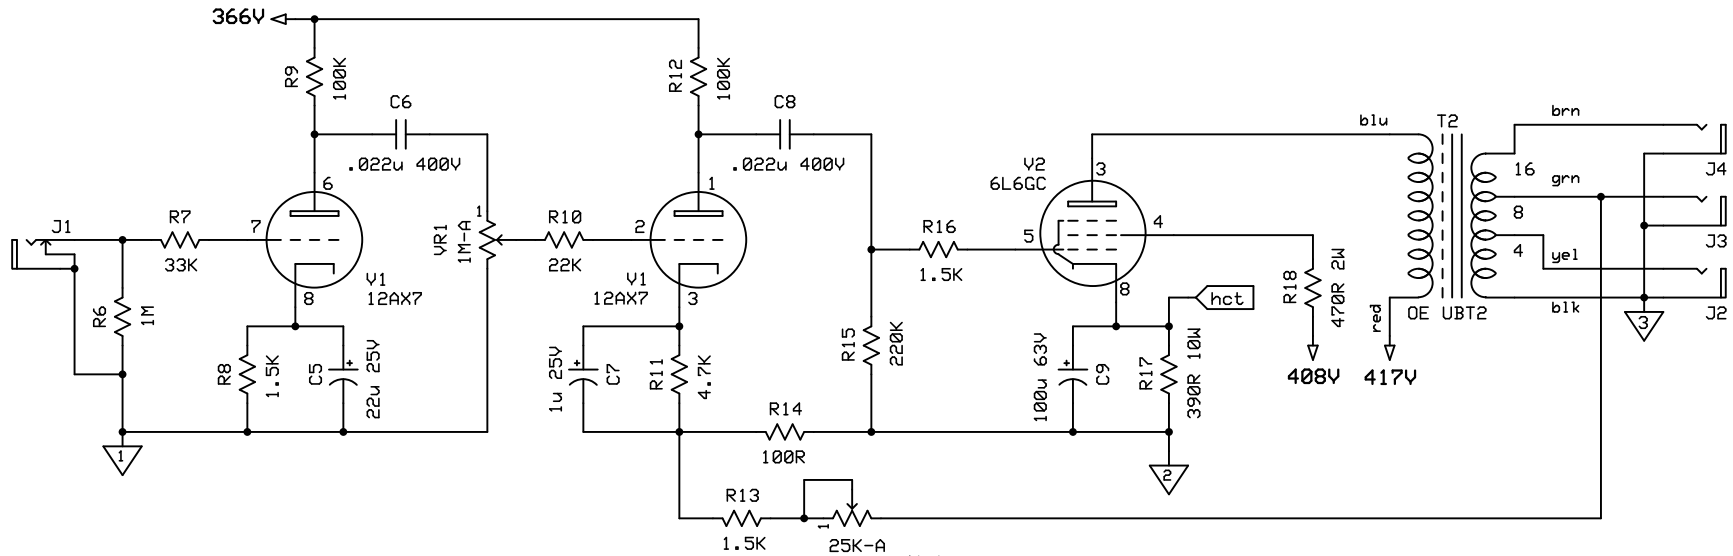 366V
R9
100K
C6
.022u 400V
R12
100K
C8
.022u 400V
blu
T2
brn
16
J4
grn
8
J3
4
yel
blk
J2
OE UBT2
red
417V
V2
6L6GC
3
4
5
8
R16
1.5K
R18
470R 2W
408V
hct
J1
R7
33K
7
6
8
V1
12AX7
VR1
1M-A
1
R10
22K
2
1
3
V1
12AX7
R6
1M
R8
1.5K
C5
+
22u 25V
+
1u 25V
C7
R11
4.7K
R15
220K
+
100u 63V
C9
R17
390R 10W
3
1
R14
100R
2
R13
1.5K
1
25K-A